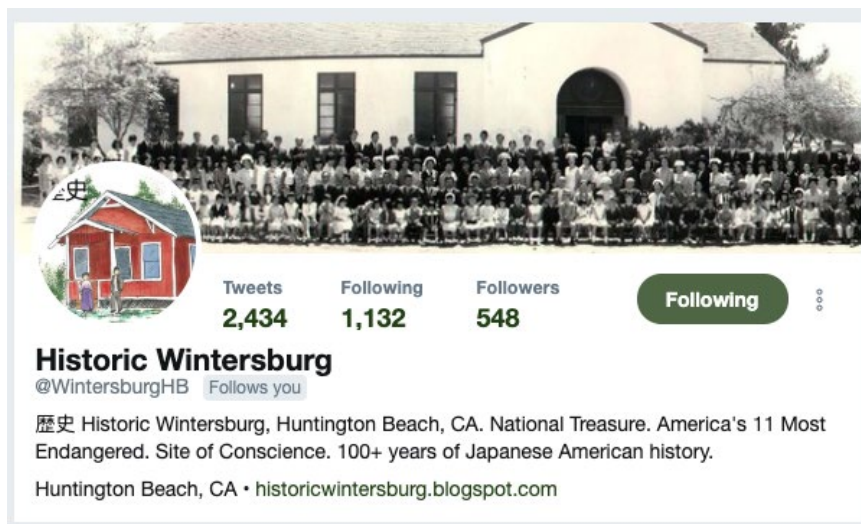 史
Tweets Following Followers
2,434 1,132 548
Following
Historic Wintersburg
@WintersburgHB Follows you
歴史 Historic Wintersburg, Huntington Beach, CA. National Treasure. America's 11 Most
Endangered. Site of Conscience. 100+ years of Japanese American history.
Huntington Beach, CA • historicwintersburg.blogspot.com